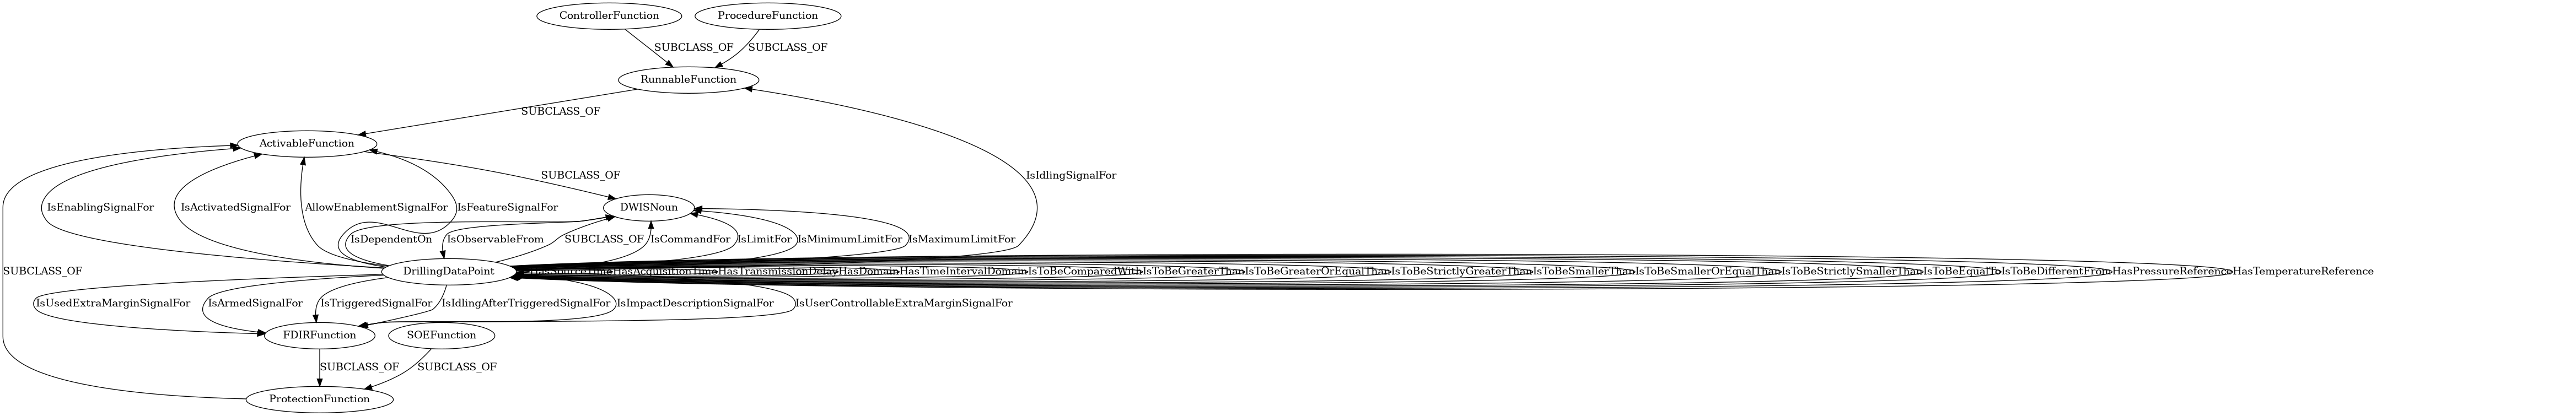 ControllerFunction
ProcedureFunction
SUBCLASS_OF
SUBCLASS_OF
RunnableFunction
SUBCLASS_OF
ActivableFunction
SUBCLASS_OF
IsIdlingSignalFor
IsEnablingSignalFor
IsActivatedSignalFor
AllowEnablementSignalFor
IsFeatureSignalFor
DWISNoun
IsDependentOn
IsObservableFrom
SUBCLASS_OF
IsCommandFor
IsLimitFor
IsMinimumLimitFor
IsMaximumLimitFor
SUBCLASS_OF
DrillingDataPoint
HasAcquisitionTime
HasTransmissionDelay
HasDomain
HasTimeIntervalDomain
IsToBeComparedWith
IsToBeGreaterThan
IsToBeGreaterOrEqualThan
IsToBeStrictlyGreaterThan
IsToBeSmallerThan
IsToBeSmallerOrEqualThan
IsToBeStrictlySmallerThan
IsToBeEqualTo
IsToBeDifferentFrom
HasPressureReference
HasTemperatureReference
IsUsedExtraMarginSignalFor
IsArmedSignalFor
IsTriggeredSignalFor
IsIdlingAfterTriggeredSignalFor
IsImpactDescriptionSignalFor
IsUserControllableExtraMarginSignalFor
FDIRFunction
SOEFunction
SUBCLASS_OF
SUBCLASS_OF
ProtectionFunction